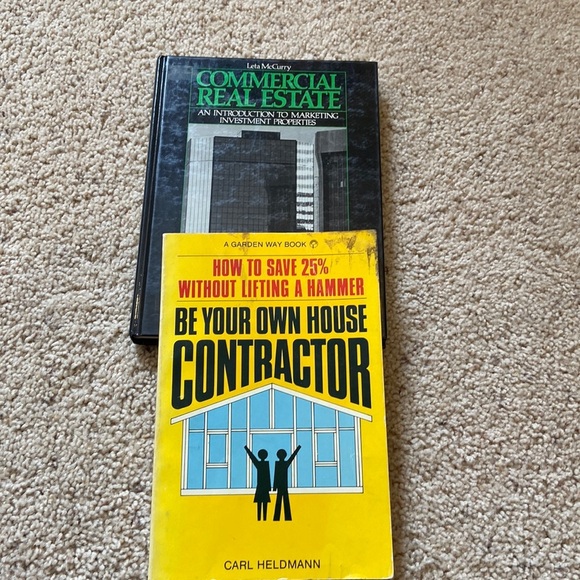 Leta McCurry
COMMERCIAL
REAL ESTATE
AN INTRODUCTION TO MARKETING
INVESTMENT PROPERTIES
A GARDEN WAY BOOK
HOW TO SAVE 25%
WITHOUT LIFTING A HAMMER
BE YOUR OWN HOUSE
CONTRACTOR
CARL HELDMANN